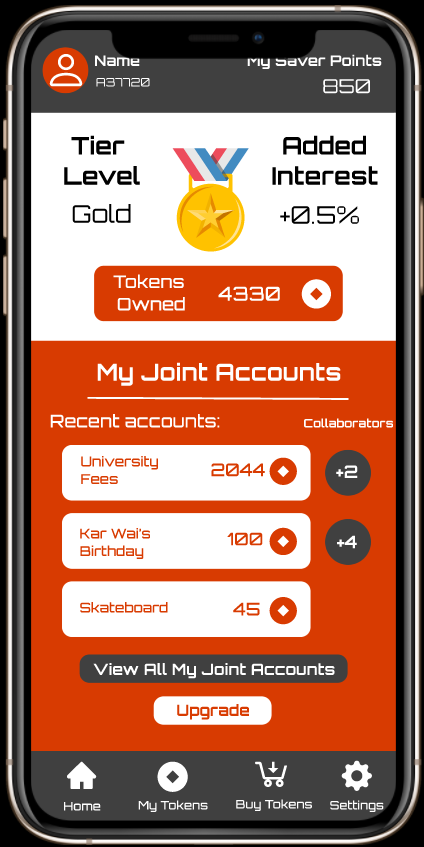 Name
My Saver Points
A37720
850
Tier
Level
Gold
Added
Interest
+0.5%
Tokens
Owned
4330
My Joint Accounts
Recent accounts:
Collaborators
University
Fees
2044
+2
Kar Wai's
Birthday
100
+4
Skateboard
45
View All My Joint Accounts
Upgrade
Home
My Tokens
Buy Tokens
Settings